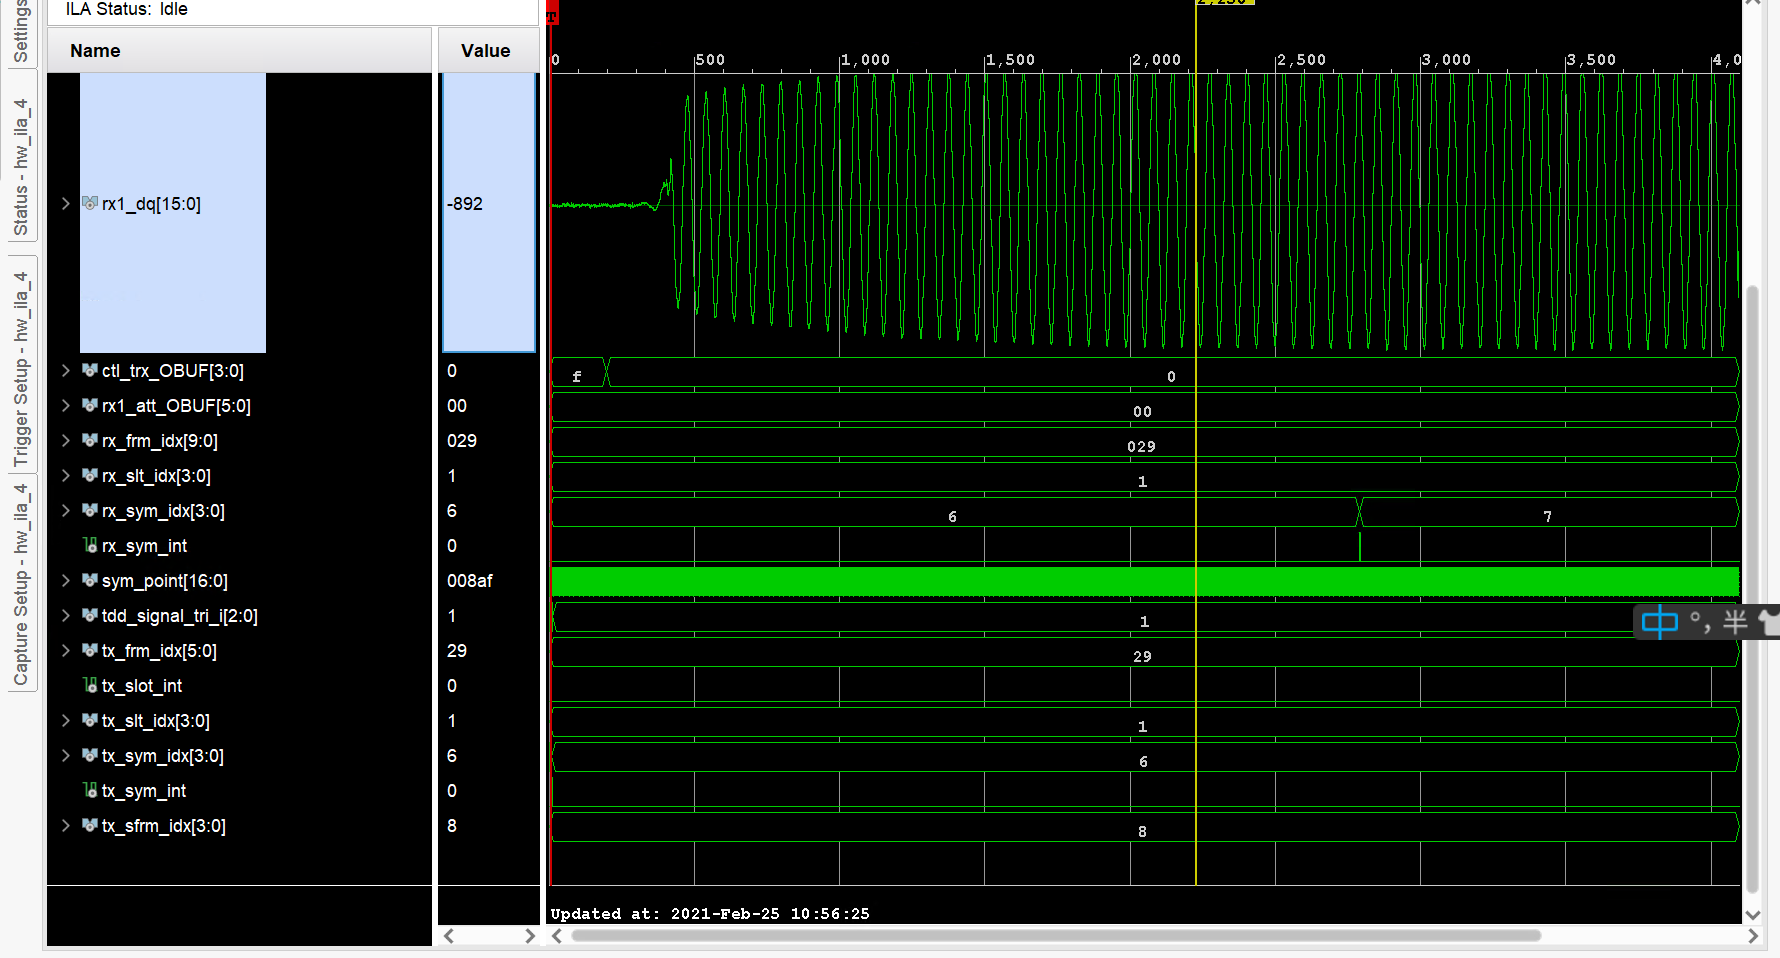 ILA Status: Idle
Settings
Status - hw_ila_4
Trigger Setup - hw_ila_4
Capture Setup - hw_ila_4
Name
Value
T
0
500
1,000
1,500
2,000
2,500
3,000
3,500
4,0
rx1_dq[15:0]
-892
ctl_trx_OBUF[3:0]
0
f
0
rx1_att_OBUF[5:0]
00
00
rx_frm_idx[9:0]
029
029
rx_slt_idx[3:0]
1
1
rx_sym_idx[3:0]
6
6
7
rx_sym_int
0
sym_point[16:0]
008af
tdd_signal_tri_i[2:0]
1
1
中 °, 半
tx_frm_idx[5:0]
29
29
tx_slot_int
0
tx_slt_idx[3:0]
1
1
tx_sym_idx[3:0]
6
6
tx_sym_int
0
tx_sfrm_idx[3:0]
8
8
Updated at: 2021-Feb-25 10:56:25